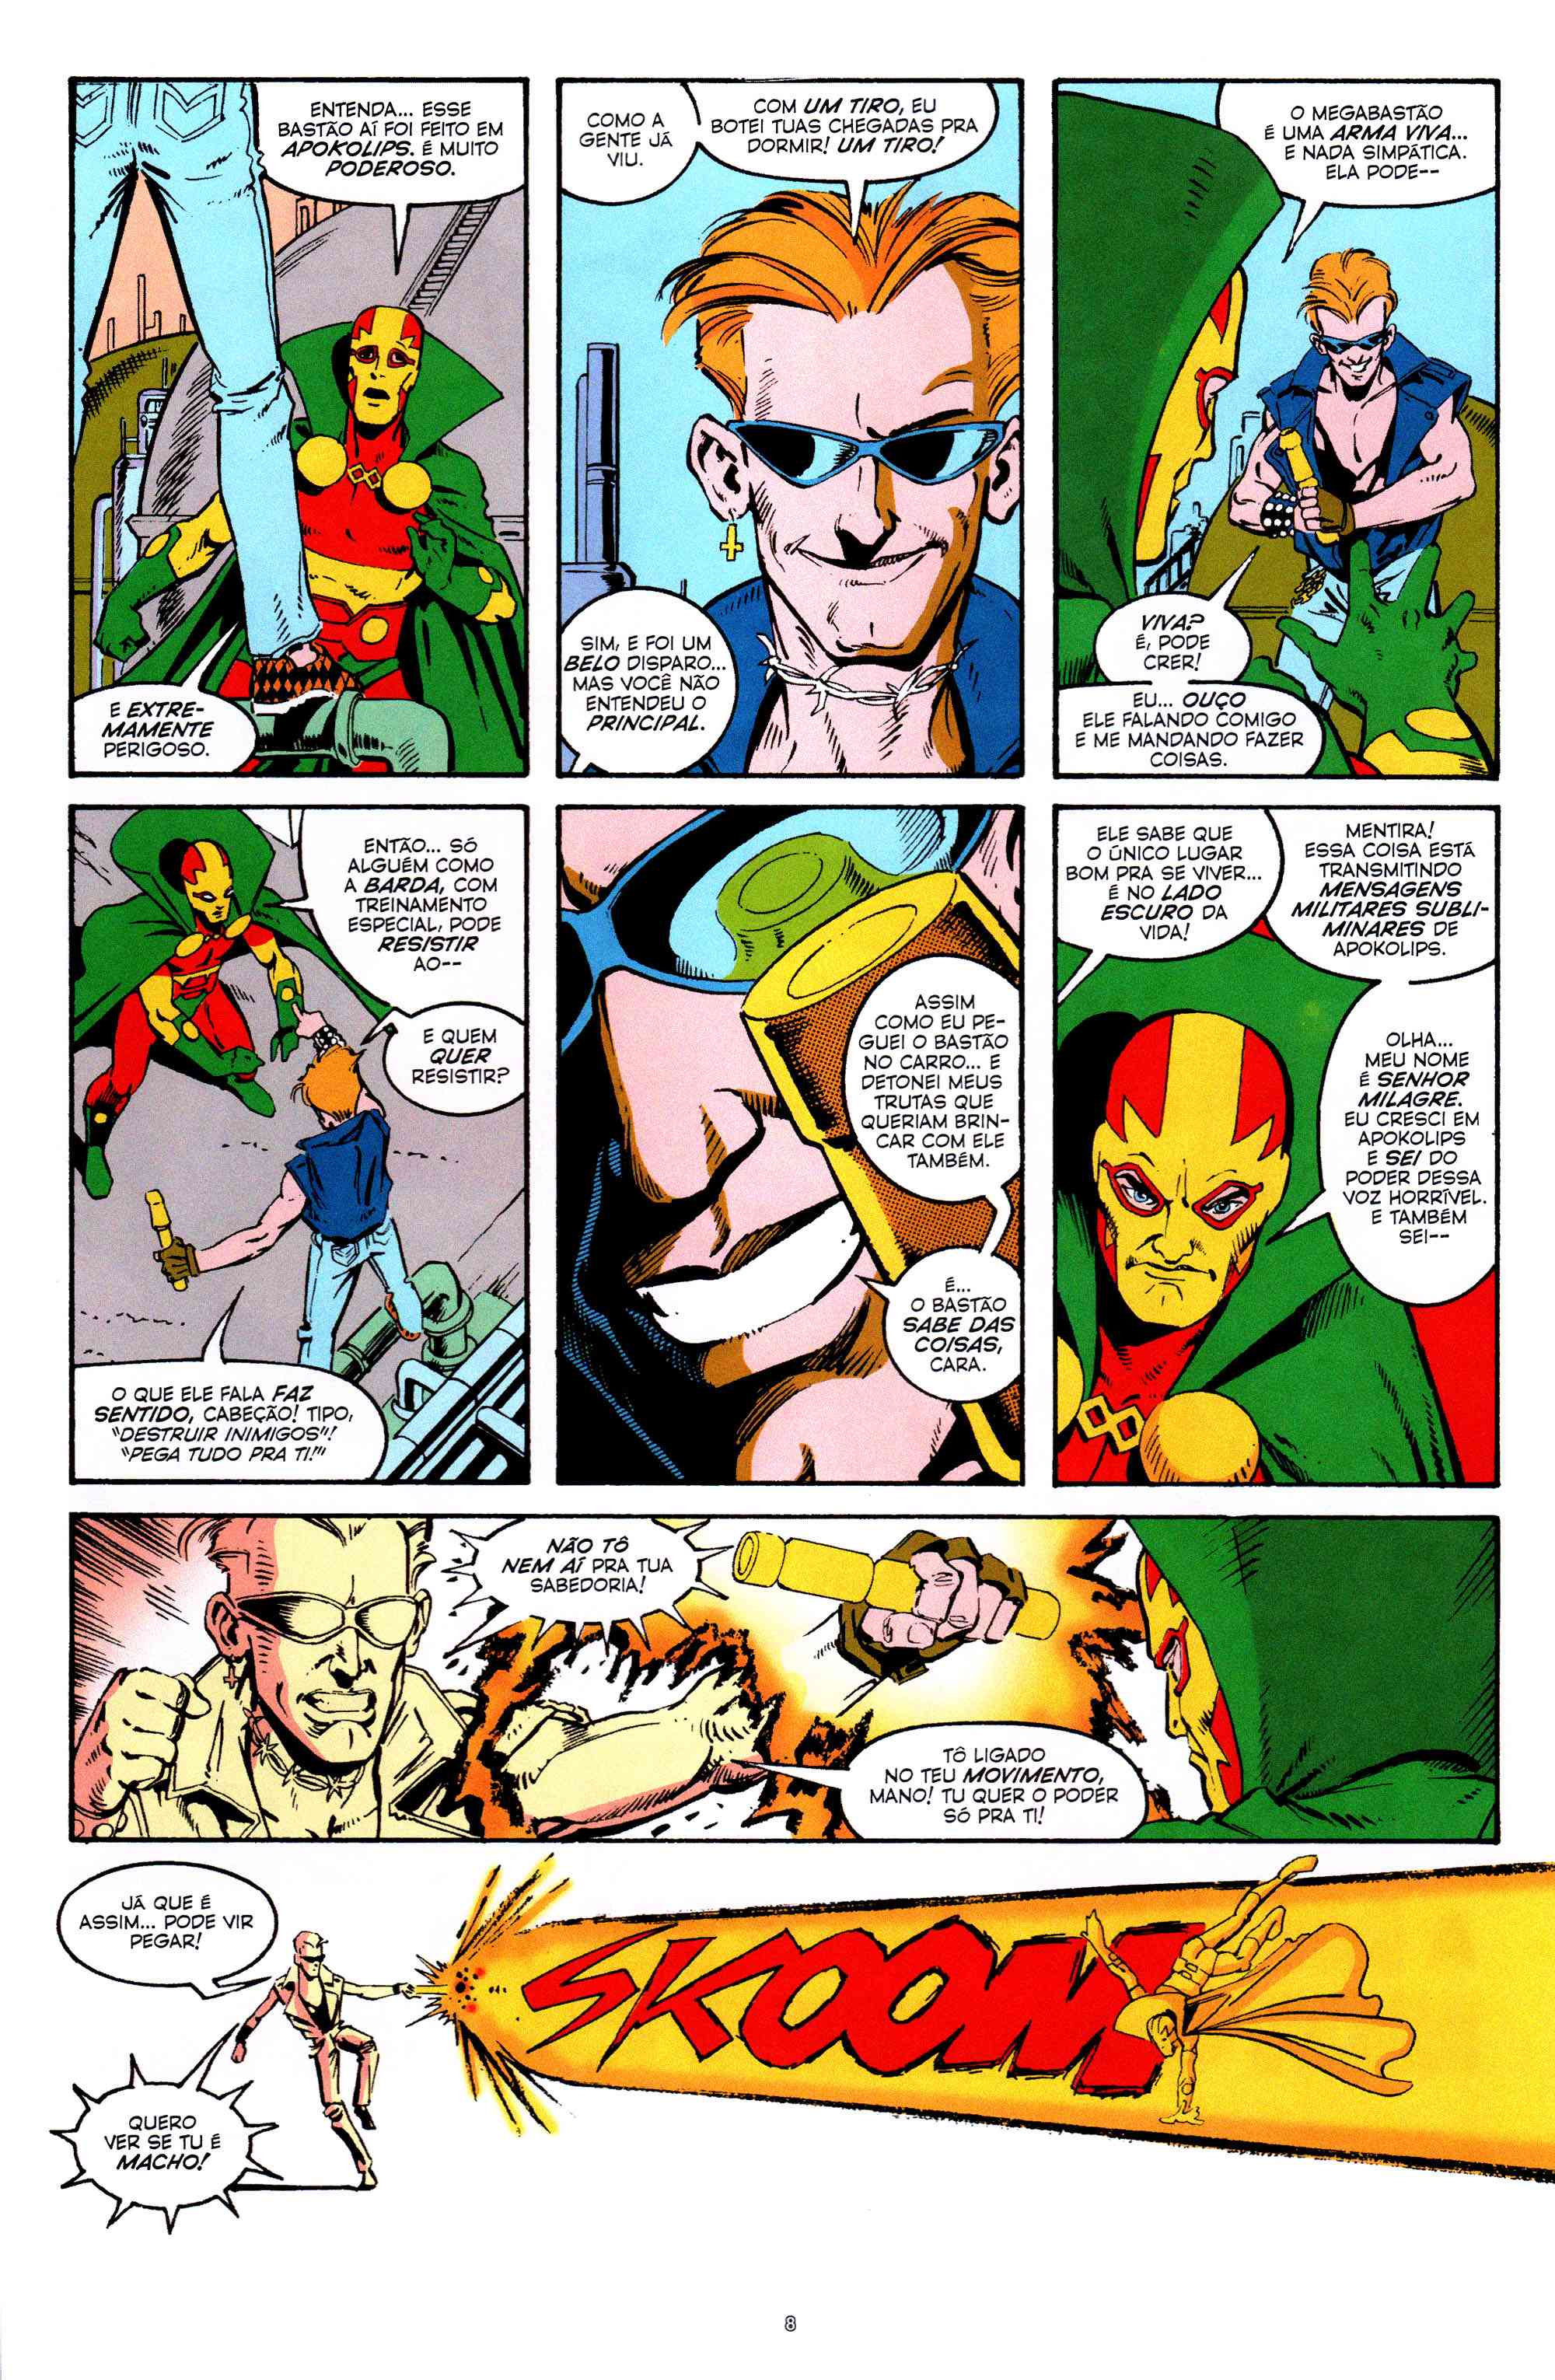 ENTENDA... ESSE
BASTÃO AÍ FOI FEITO EM
APOKOLIPS. É MUITO
PODEROSO.
E EXTRE-
MAMENTE
PERIGOSO.
COMO A
GENTE JÁ
VIU.
COM UM TIRO, EU
BOTEI TUAS CHEGADAS PRA
DORMIR! UM TIRO!
SIM, E FOI UM
BELO DISPARO...
MAS VOCÊ NÃO
ENTENDEU O
PRINCIPAL.
O MEGABASTÃO
É UMA ARMA VIVA...
E NADA SIMPÁTICA.
ELA PODE--
VIVA?
É, PODE
CRER!
EU... OUÇO
ELE FALANDO COMIGO
E ME MANDANDO FAZER
COISAS.
ENTÃO... SÓ
ALGUÉM COMO
A BARDA, COM
TREINAMENTO
ESPECIAL, PODE
RESISTIR
AO--
E QUEM
QUER
RESISTIR?
O QUE ELE FALA FAZ
SENTIDO, CABEÇÃO! TIPO,
"DESTRUIR INIMIGOS"!
"PEGA TUDO PRA TI!"
ASSIM
COMO EU PE-
GUEI O BASTÃO
NO CARRO... E
DETONEI MEUS
TRUTAS QUE
QUERIAM BRIN-
CAR COM ELE
TAMBÉM.
É...
O BASTÃO
SABE DAS
COISAS,
CARA.
ELE SABE QUE
O ÚNICO LUGAR
BOM PRA SE VIVER...
É NO LADO
ESCURO DA
VIDA!
MENTIRA!
ESSA COISA ESTÁ
TRANSMITINDO
MENSAGENS
MILITARES SUBLI-
MINARES DE
APOKOLIPS.
OLHA...
MEU NOME
É SENHOR
MILAGRE.
EU CRESCI EM
APOKOLIPS
E SEI DO
PODER DESSA
VOZ HORRÍVEL.
E TAMBÉM
SEI--
NÃO TÔ
NEM AÍ PRA TUA
SABEDORIA!
TÔ LIGADO
NO TEU MOVIMENTO,
MANO! TU QUER O PODER
SÓ PRA TI!
JÁ QUE É
ASSIM... PODE VIR
PEGAR!
SKOOM
QUERO
VER SE TU É
MACHO!
8